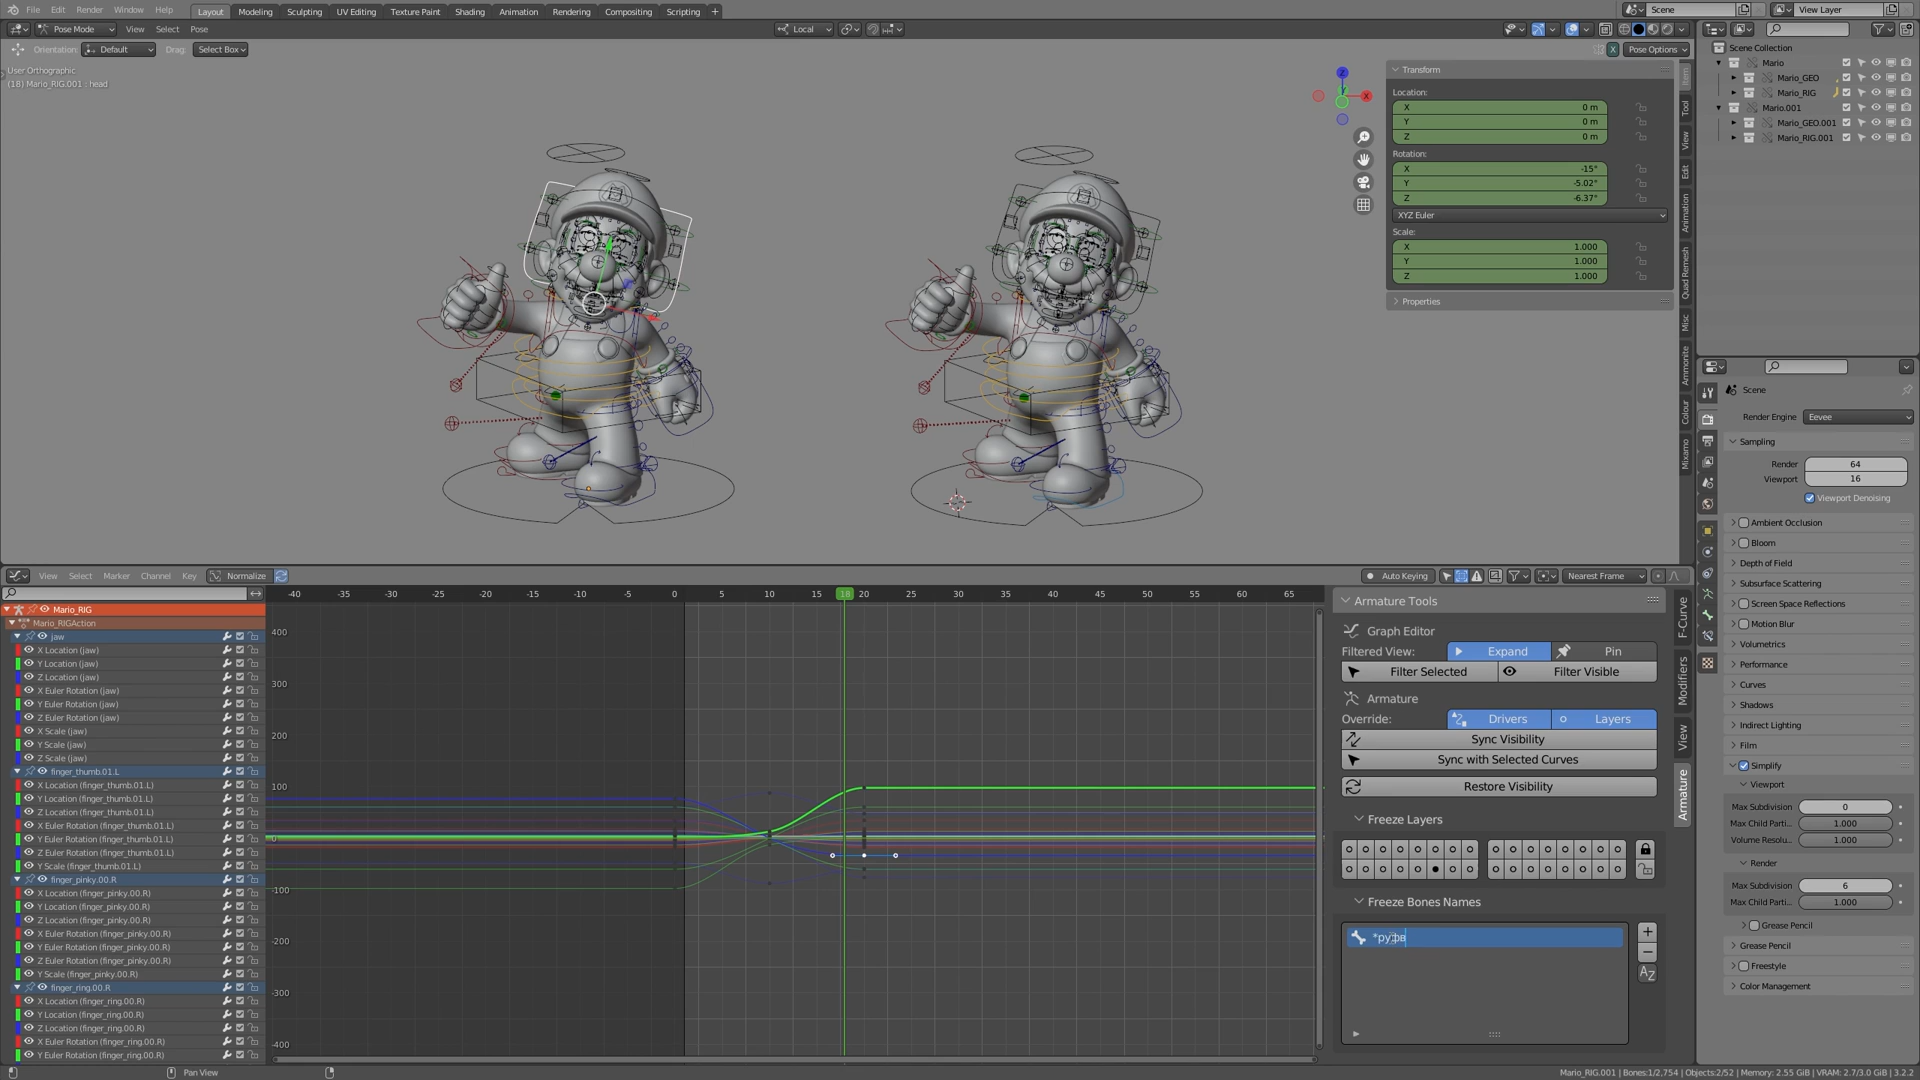 File Edit Render Window Help Layout Modeling Sculpting UV Editing Texture Paint Shading Animation Rendering Compositing Scripting + Scene View Layer
Pose Mode View Select Pose Local
Orientation: Default Drag: Select Box X Pose Options
User Orthographic
(18) Mario_RIG.001 : head
Transform
Location:
X 0 m
Y 0 m
Z 0 m
Rotation:
X -15°
Y -5.02°
Z -6.37°
XYZ Euler
Scale:
X 1.000
Y 1.000
Z 1.000
Properties
Item
Tool
View
Edit
Animation
Quad Remesh
Misc
Ammonite
Colour
Mixamo
Scene Collection
Mario
Mario_GEO
Mario_RIG
Mario.001
Mario_GEO.001
Mario_RIG.001
Scene
Render Engine Eevee
Sampling
Render 64
Viewport 16
Viewport Denoising
Ambient Occlusion
Bloom
Depth of Field
Subsurface Scattering
Screen Space Reflections
Motion Blur
Volumetrics
Performance
Curves
Shadows
Indirect Lighting
Film
Simplify
Viewport
Max Subdivision 0
Max Child Parti... 1.000
Volume Resolu... 1.000
Render
Max Subdivision 6
Max Child Parti... 1.000
Grease Pencil
Grease Pencil
Freestyle
Color Management
View Select Marker Channel Key Normalize Auto Keying Nearest Frame
-40 -35 -30 -25 -20 -15 -10 -5 0 5 10 15 18 20 25 30 35 40 45 50 55 60 65
400
300
200
100
0
-100
-200
-300
-400
Mario_RIG
Mario_RIGAction
jaw
X Location (jaw)
Y Location (jaw)
Z Location (jaw)
X Euler Rotation (jaw)
Y Euler Rotation (jaw)
Z Euler Rotation (jaw)
X Scale (jaw)
Y Scale (jaw)
Z Scale (jaw)
finger_thumb.01.L
X Location (finger_thumb.01.L)
Y Location (finger_thumb.01.L)
Z Location (finger_thumb.01.L)
X Euler Rotation (finger_thumb.01.L)
Y Euler Rotation (finger_thumb.01.L)
Z Euler Rotation (finger_thumb.01.L)
Y Scale (finger_thumb.01.L)
finger_pinky.00.R
X Location (finger_pinky.00.R)
Y Location (finger_pinky.00.R)
Z Location (finger_pinky.00.R)
X Euler Rotation (finger_pinky.00.R)
Y Euler Rotation (finger_pinky.00.R)
Z Euler Rotation (finger_pinky.00.R)
Y Scale (finger_pinky.00.R)
finger_ring.00.R
X Location (finger_ring.00.R)
Y Location (finger_ring.00.R)
Z Location (finger_ring.00.R)
X Euler Rotation (finger_ring.00.R)
Y Euler Rotation (finger_ring.00.R)
Armature Tools
Graph Editor
Filtered View: Expand Pin
Filter Selected Filter Visible
Armature
Override: Drivers Layers
Sync Visibility
Sync with Selected Curves
Restore Visibility
Freeze Layers
Freeze Bones Names
F-Curve
Modifiers
View
Armature
Pan View
Mario_RIG.001 | Bones:1/2,754 | Objects:2/52 | Memory: 2.55 GiB | VRAM: 2.7/3.0 GiB | 3.2.2